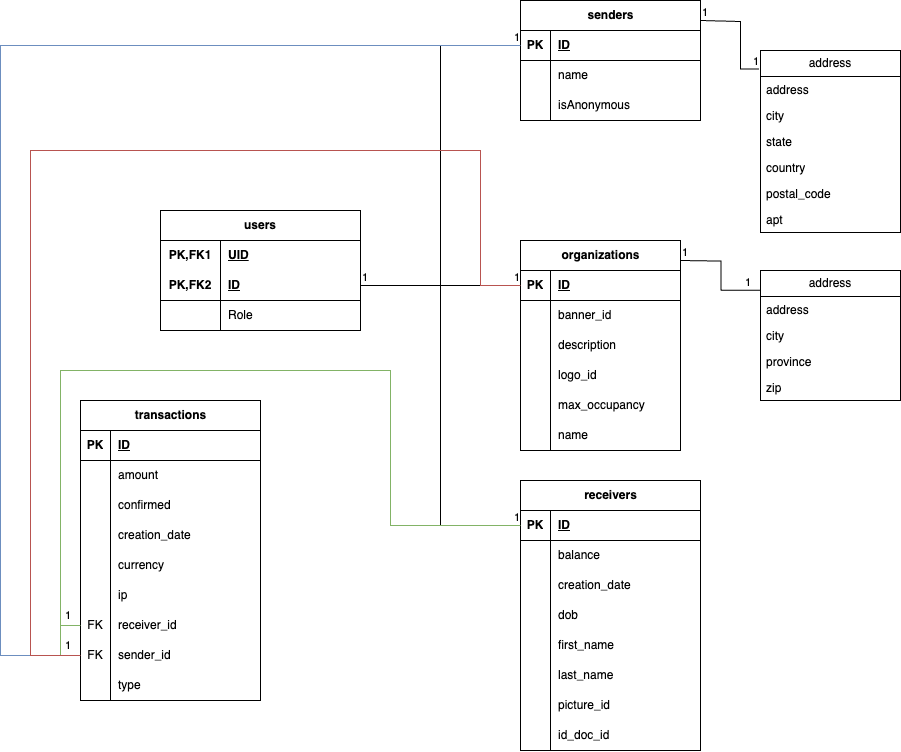 senders
1
1
PK ID
name
isAnonymous
1
address
address
city
state
country
postal_code
apt
users
PK,FK1 UID
PK,FK2 ID
Role
1
organizations
1
1
PK ID
banner_id
description
logo_id
max_occupancy
name
1
address
address
city
province
zip
transactions
PK ID
amount
confirmed
creation_date
currency
ip
1
FK receiver_id
1
FK sender_id
type
receivers
1
PK ID
balance
creation_date
dob
first_name
last_name
picture_id
id_doc_id